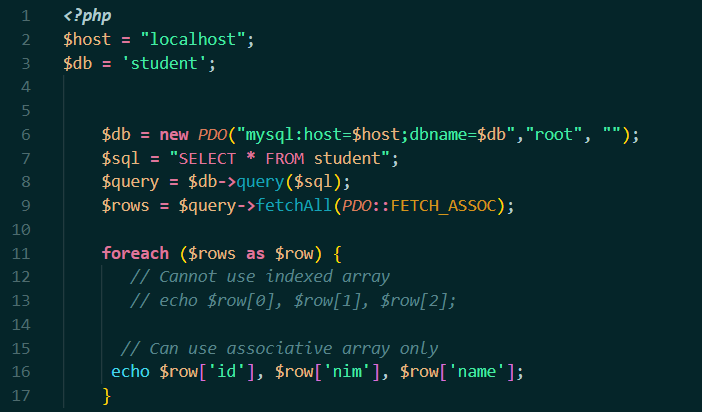 1 <?php
2 $host = "localhost";
3 $db = 'student';
4
5
6 $db = new PDO("mysql:host=$host;dbname=$db","root", "");
7 $sql = "SELECT * FROM student";
8 $query = $db->query($sql);
9 $rows = $query->fetchAll(PDO::FETCH_ASSOC);
10
11 foreach ($rows as $row) {
12 // Cannot use indexed array
13 // echo $row[0], $row[1], $row[2];
14
15 // Can use associative array only
16 echo $row['id'], $row['nim'], $row['name'];
17 }